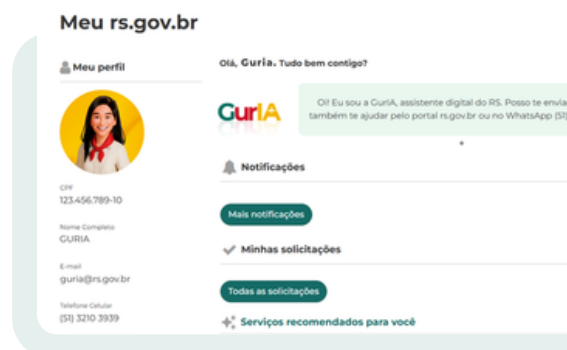 Meu rs.gov.br
Meu perfil
CPF
123.456.789-10
Nome Completo
GURIA
E-mail
guria@rs.gov.br
Telefone Celular
(51) 3210 3939
Olá, Guria. Tudo bem contigo?
GurIA
Oi! Eu sou a GuriA, assistente digital do RS. Posso te envia
também te ajudar pelo portal rs.gov.br ou no WhatsApp (51)
Notificações
Mais notificações
Minhas solicitações
Todas as solicitações
Serviços recomendados para você